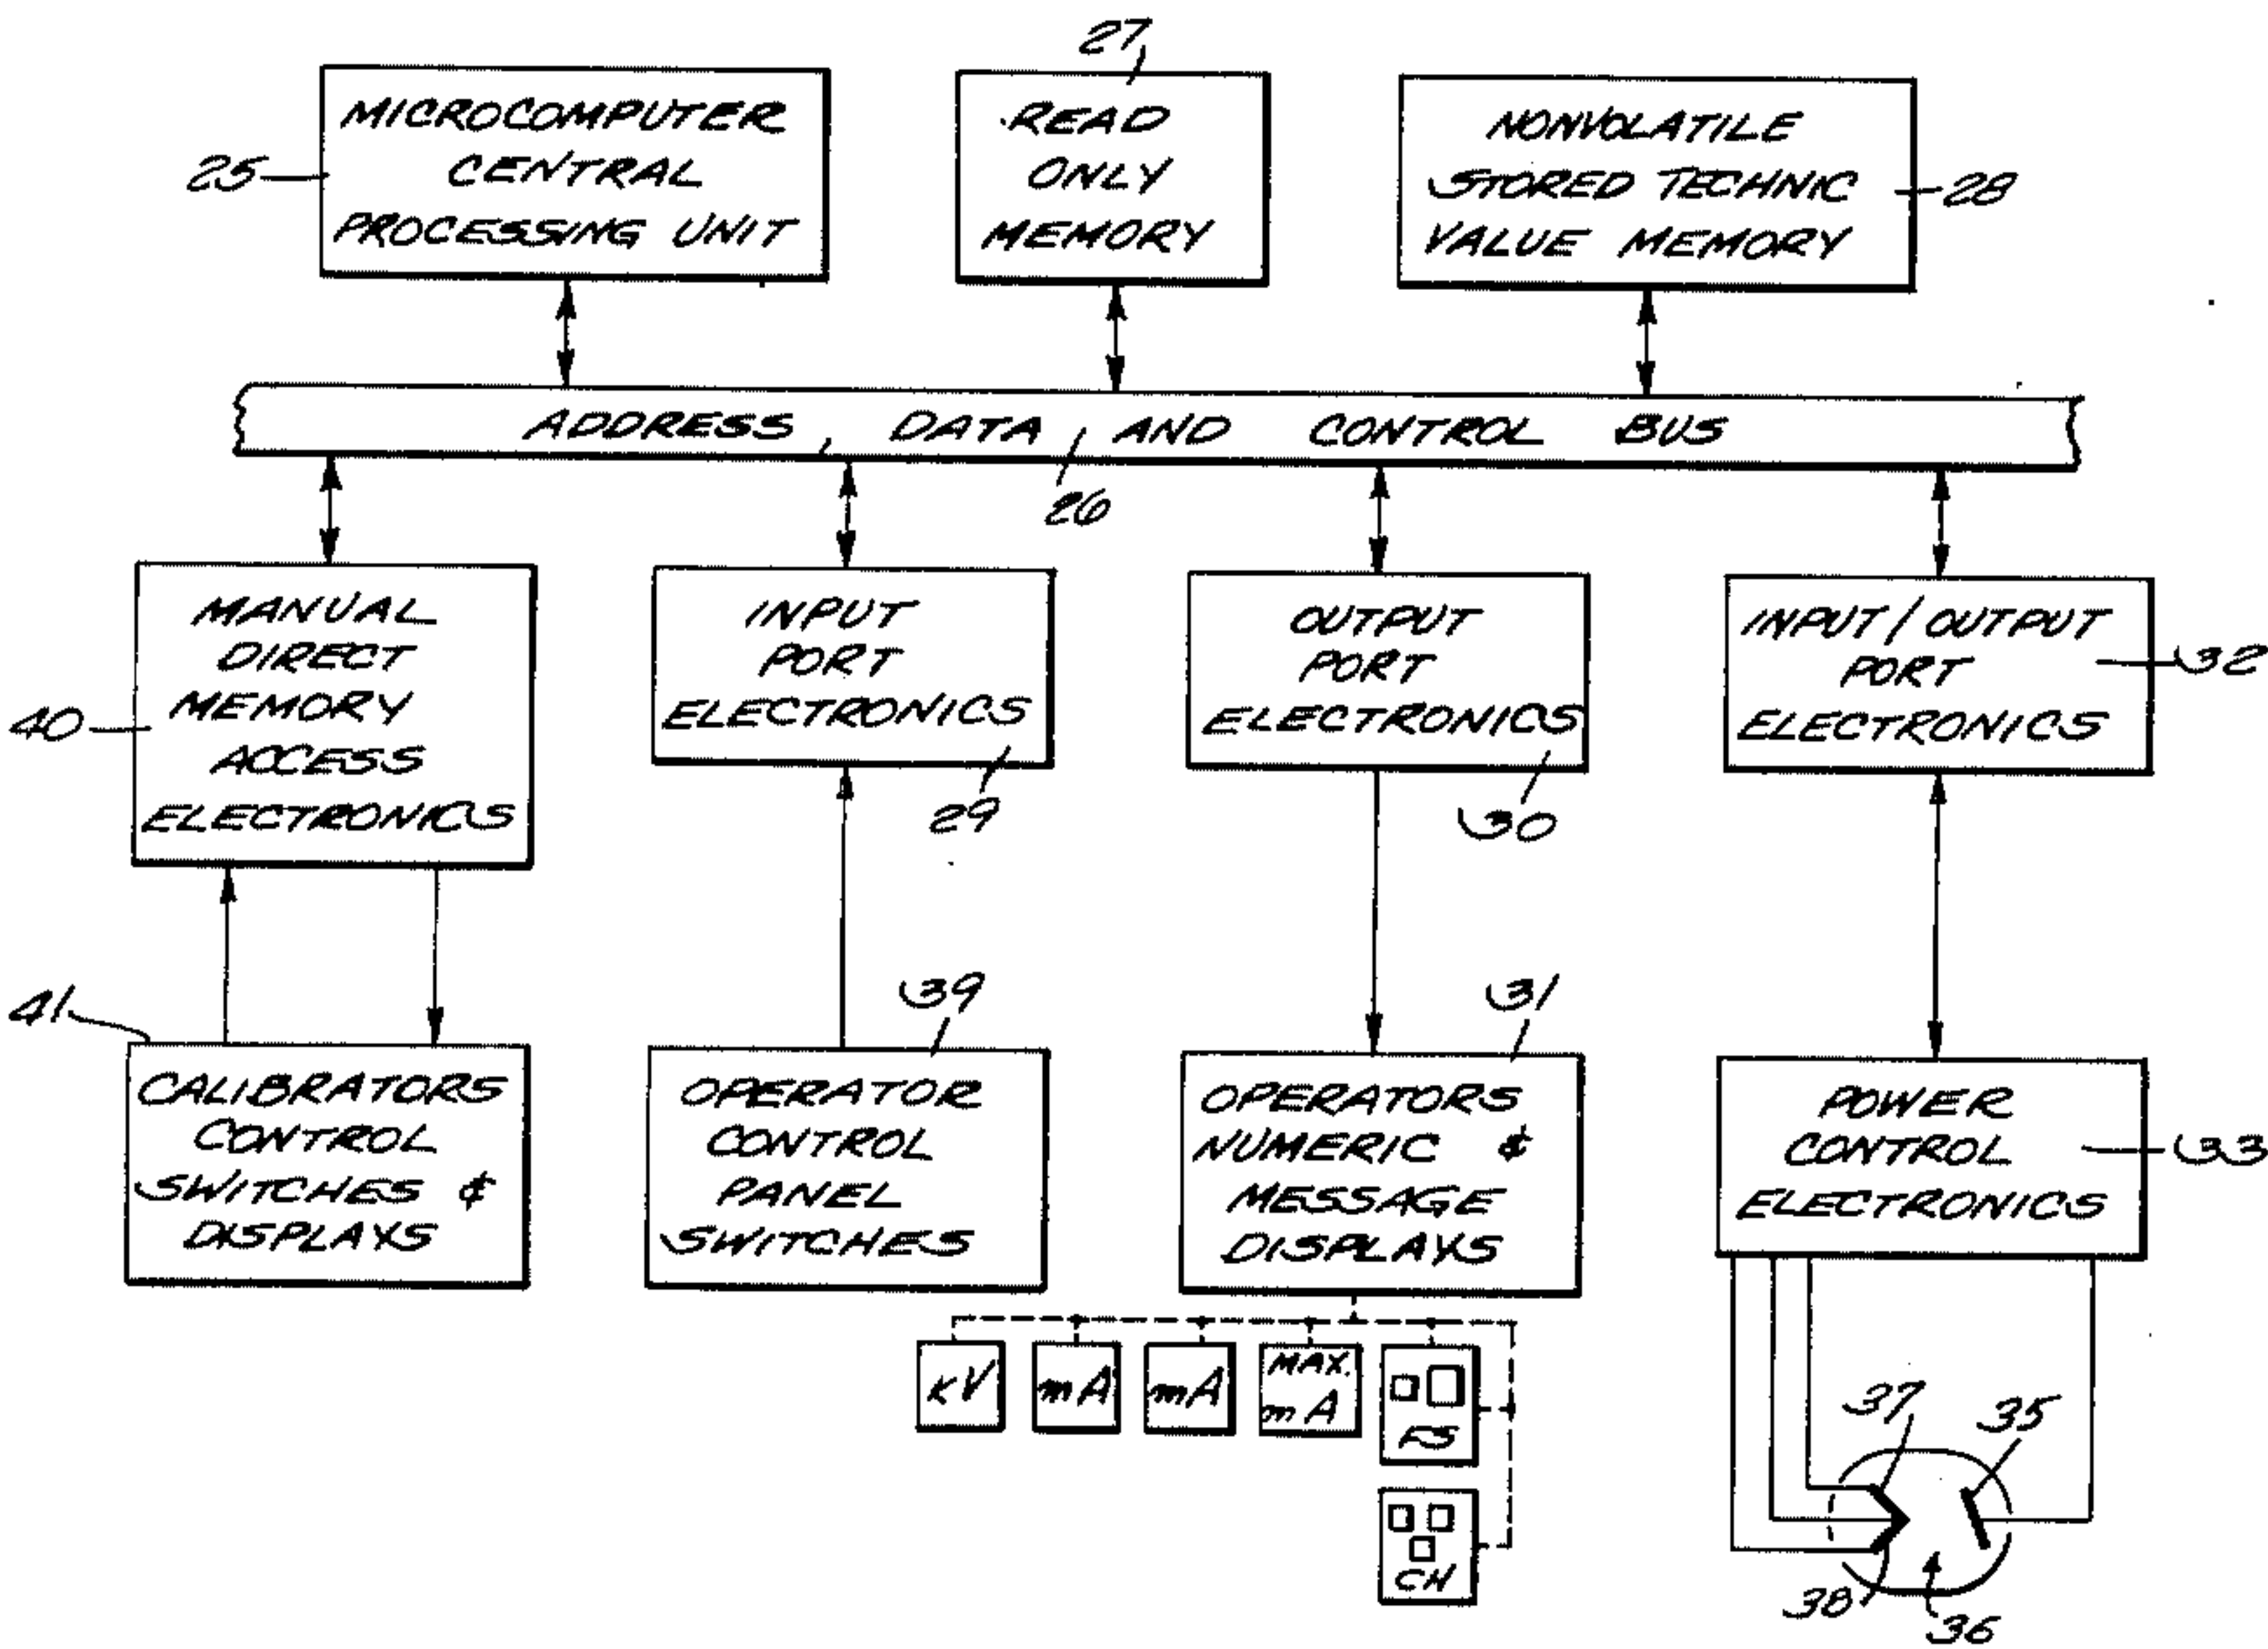 27
MICROCOMPUTER
CENTRAL
PROCESSING UNIT
25
READ
ONLY
MEMORY
NONVOLATILE
STORED TECHNIC
VALUE MEMORY
28
ADDRESS, DATA AND CONTROL BUS
26
MANUAL
DIRECT
MEMORY
ACCESS
ELECTRONICS
40
INPUT
PORT
ELECTRONICS
29
OUTPUT
PORT
ELECTRONICS
30
INPUT/OUTPUT
PORT
ELECTRONICS
32
41
CALIBRATORS
CONTROL
SWITCHES &
DISPLAYS
39
OPERATOR
CONTROL
PANEL
SWITCHES
31
OPERATORS
NUMERIC &
MESSAGE
DISPLAYS
POWER
CONTROL
ELECTRONICS
33
kV
mA
mA
MAX.
mA
FS
CH
37
35
38
36